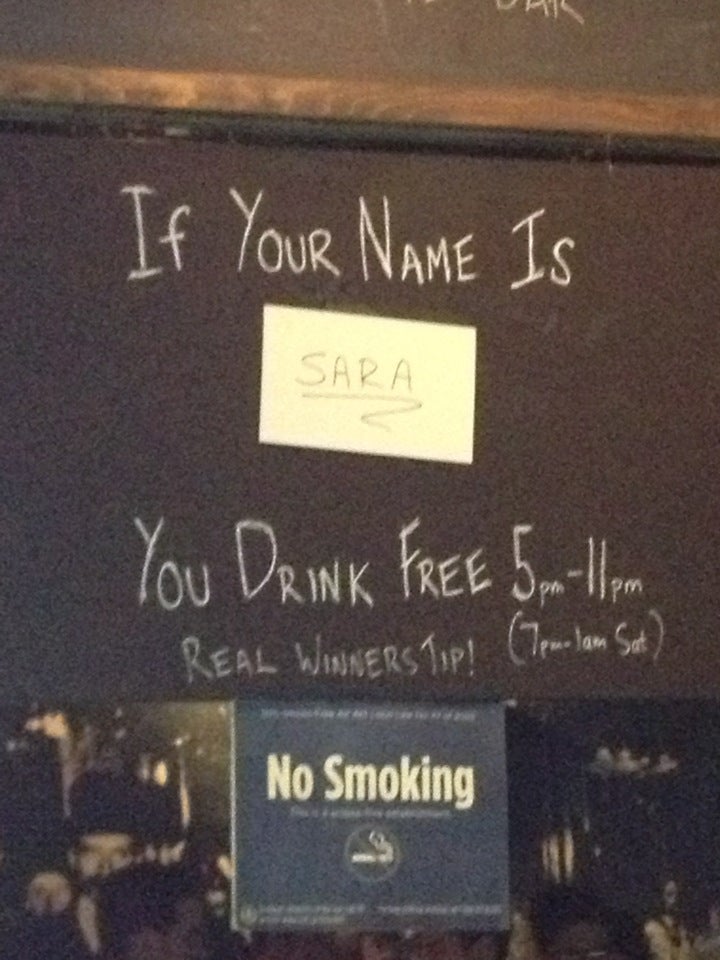 If Your Name Is
SARA
You Drink Free 5pm-11pm
(7pm-1am Sat)
Real Winners Tip!
No Smoking